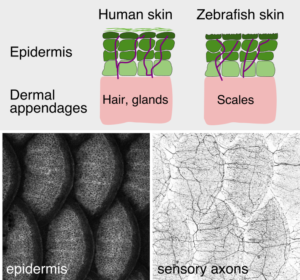 Human skin Zebrafish skin
Epidermis
Dermal
appendages
Hair, glands
Scales
epidermis
sensory axons